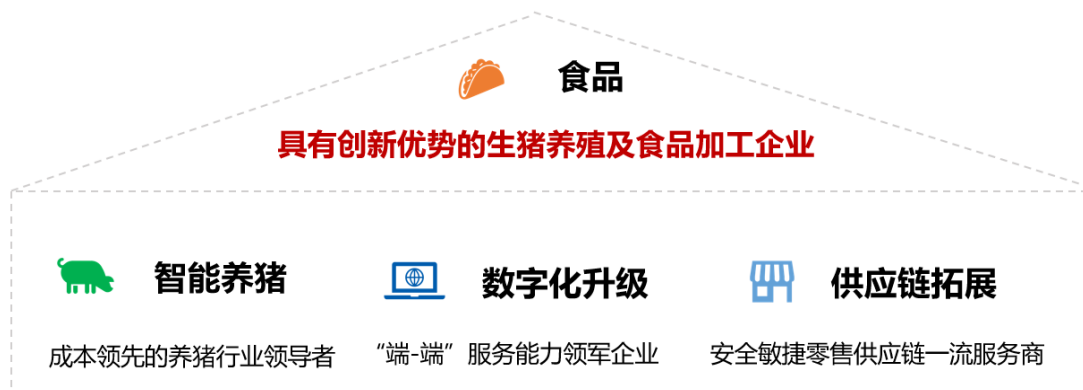 食品
具有创新优势的生猪养殖及食品加工企业
智能养猪
数字化升级
供应链拓展
成本领先的养猪行业领导者
“端-端”服务能力领军企业
安全敏捷零售供应链一流服务商